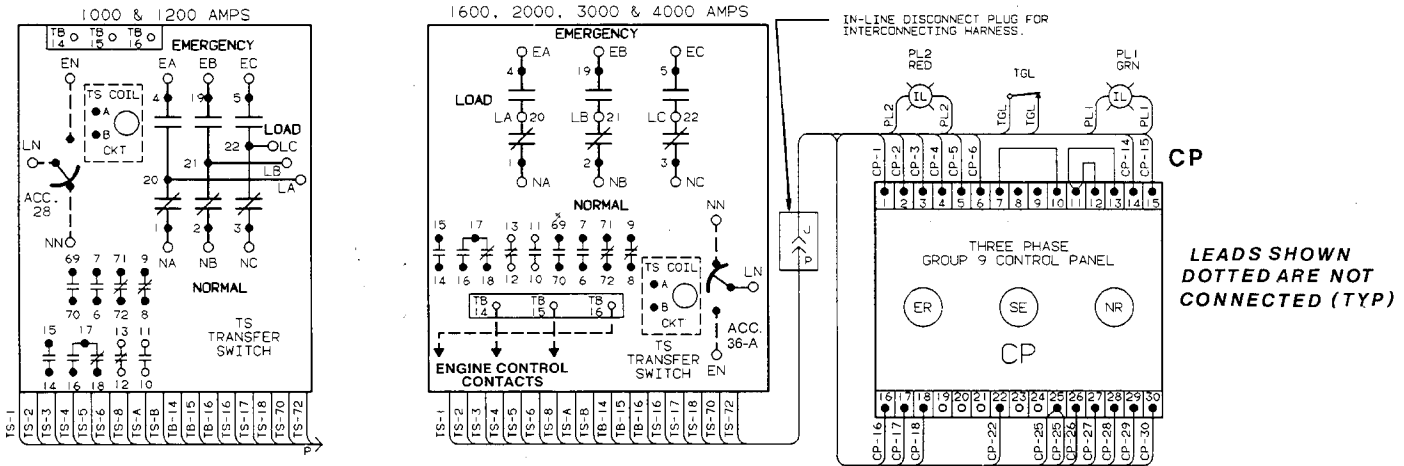 1000 & 1200 AMPS
TB 14 TB 15 TB 16
EMERGENCY
EN EA EB EC
TS COIL
4 19 5
A
B
CKT
LOAD
22 LC
LN
21
LB
20
LA
ACC. 28
1 2 3
NN
NA NB NC
69 7 71 9
NORMAL
70 6 72 8
TS TRANSFER SWITCH
15 17 13 11
14 16 18 12 10
TS-1 TS-2 TS-3 TS-4 TS-5 TS-6 TS-8 TS-A TS-B TB-14 TB-15 TB-16 TS-16 TS-17 TS-18 TS-70 TS-72
P
1600, 2000, 3000 & 4000 AMPS
EMERGENCY
EA EB EC
4 19 5
LOAD
LA 20 LB 21 LC 22
1 2 3
NA NB NC
NORMAL
NN
15 17 13 11 69 7 71 9
14 16 18 12 10 70 6 72 8
TS COIL
A
B
CKT
LN
TB 14 TB 15 TB 16
ACC. 36-A
ENGINE CONTROL CONTACTS
TS TRANSFER SWITCH
EN
TS-1 TS-2 TS-3 TS-4 TS-5 TS-6 TS-8 TS-A TS-B TB-14 TB-15 TB-16 TS-16 TS-17 TS-18 TS-70 TS-72
IN-LINE DISCONNECT PLUG FOR
INTERCONNECTING HARNESS.
J
P
PL2 RED
TGL
PL1 GRN
IL IL
PL2 PL2 TGL TGL PL1 PL1
CP-1 CP-2 CP-3 CP-4 CP-5 CP-6 CP-14 CP-15
CP
1 2 3 4 5 6 7 8 9 10 11 12 13 14 15
THREE PHASE
GROUP 9 CONTROL PANEL
ER SE NR
CP
16 17 18 19 20 21 22 23 24 25 26 27 28 29 30
CP-16 CP-17 CP-18 CP-22 CP-25 CP-25 CP-26 CP-27 CP-28 CP-29 CP-30
LEADS SHOWN
DOTTED ARE NOT
CONNECTED (TYP)